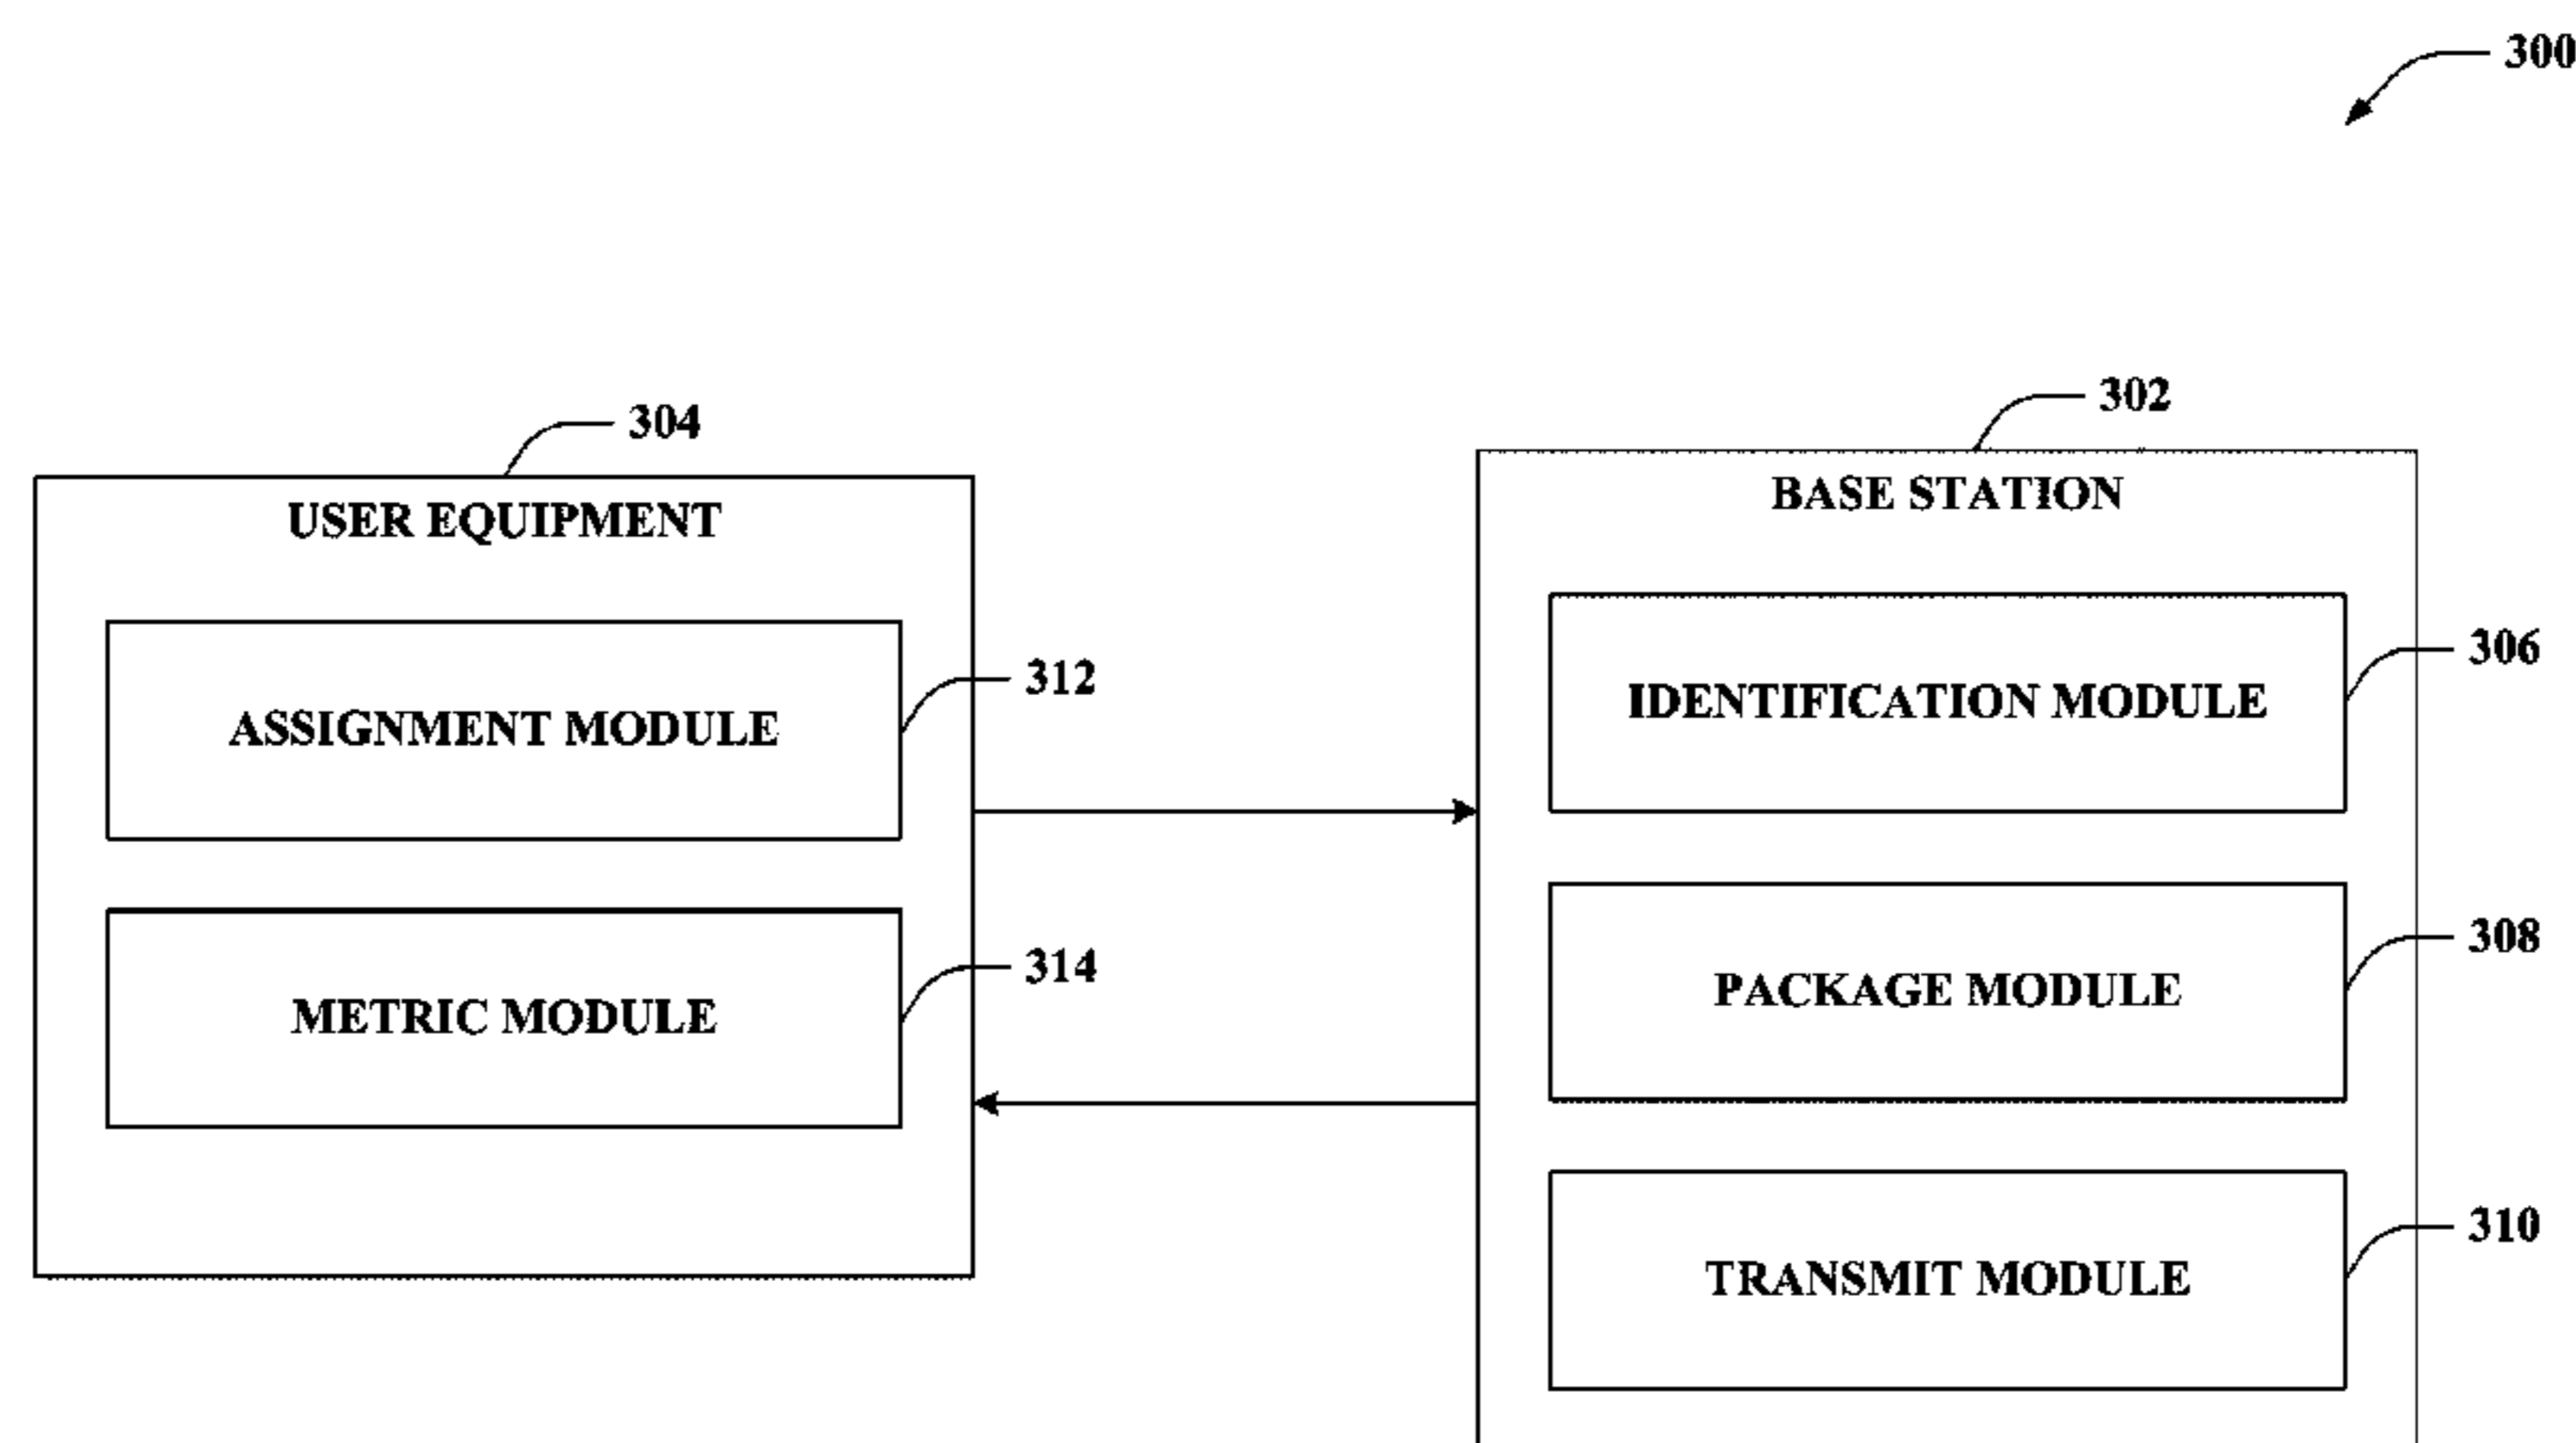 300
304
302
USER EQUIPMENT
BASE STATION
ASSIGNMENT MODULE
312
IDENTIFICATION MODULE
306
METRIC MODULE
314
PACKAGE MODULE
308
TRANSMIT MODULE
310